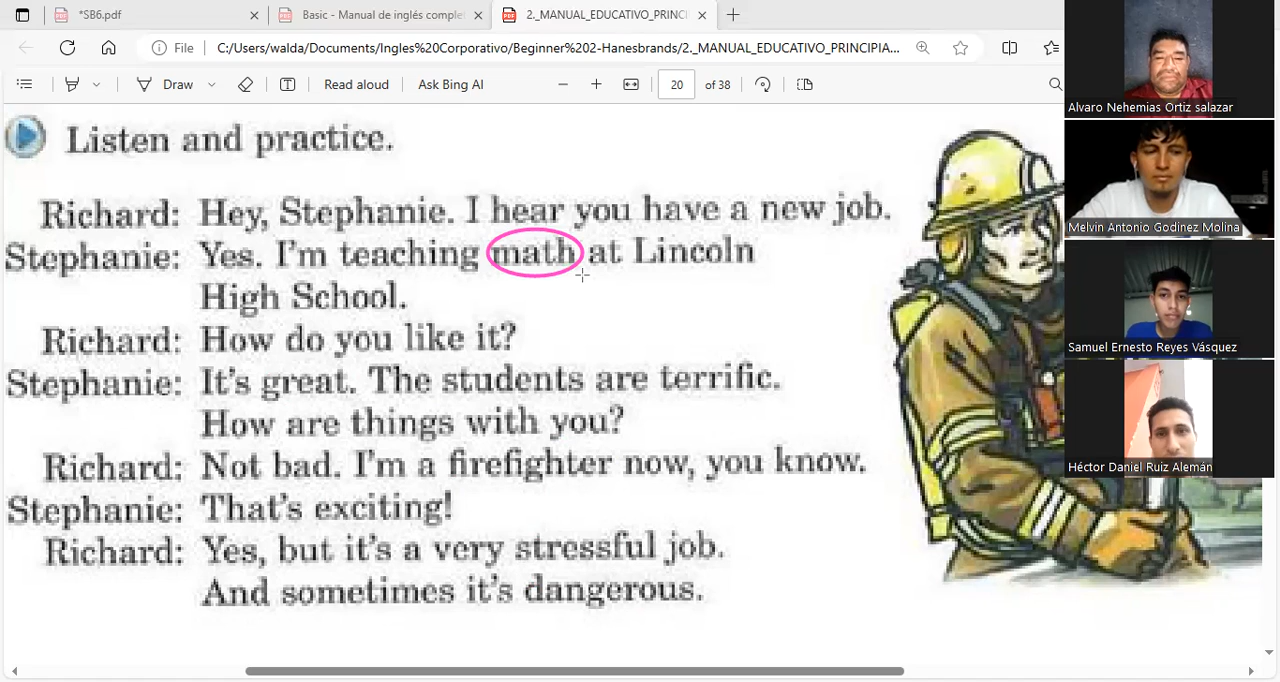 *SB6.pdf
Basic - Manual de inglés comple
2._MANUAL_EDUCATIVO_PRINCI
File
C:/Users/walda/Documents/Ingles%20Corporativo/Beginner%202-Hanesbrands/2._MANUAL_EDUCATIVO_PRINCIPIA...
Draw
Read aloud
Ask Bing AI
20 of 38
Listen and practice.
Richard: Hey, Stephanie. I hear you have a new job.
Stephanie: Yes. I'm teaching math at Lincoln
High School.
Richard: How do you like it?
Stephanie: It's great. The students are terrific.
How are things with you?
Richard: Not bad. I'm a firefighter now, you know.
Stephanie: That's exciting!
Richard: Yes, but it's a very stressful job.
And sometimes it's dangerous.
Alvaro Nehemias Ortiz salazar
Melvin Antonio Godinez Molina
Samuel Ernesto Reyes Vásquez
Héctor Daniel Ruiz Alemán